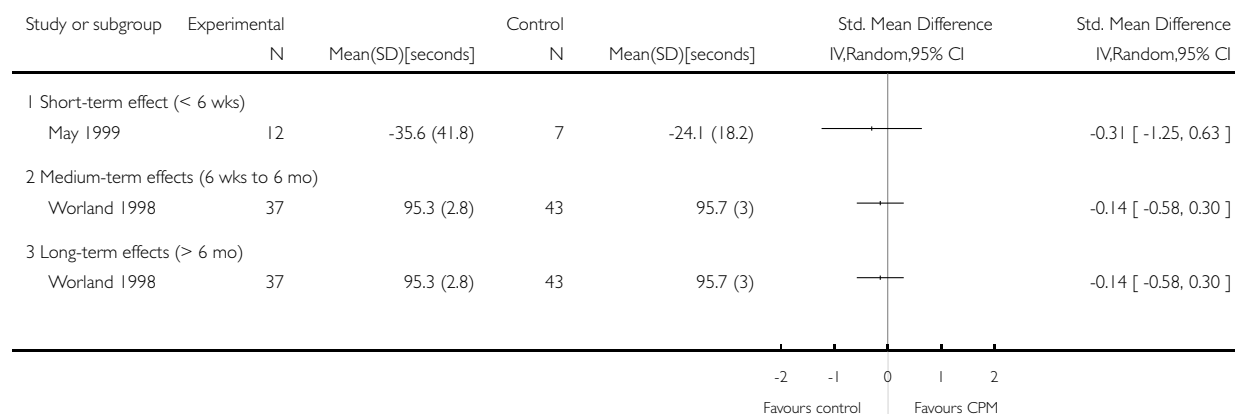 Study or subgroup Experimental Control Std. Mean Difference Std. Mean Difference
N Mean(SD)[seconds] N Mean(SD)[seconds] IV,Random,95% CI IV,Random,95% CI
1 Short-term effect (< 6 wks)
May 1999 12 -35.6 (41.8) 7 -24.1 (18.2) -0.31 [ -1.25, 0.63 ]
2 Medium-term effects (6 wks to 6 mo)
Worland 1998 37 95.3 (2.8) 43 95.7 (3) -0.14 [ -0.58, 0.30 ]
3 Long-term effects (> 6 mo)
Worland 1998 37 95.3 (2.8) 43 95.7 (3) -0.14 [ -0.58, 0.30 ]
-2 -1 0 1 2
Favours control Favours CPM